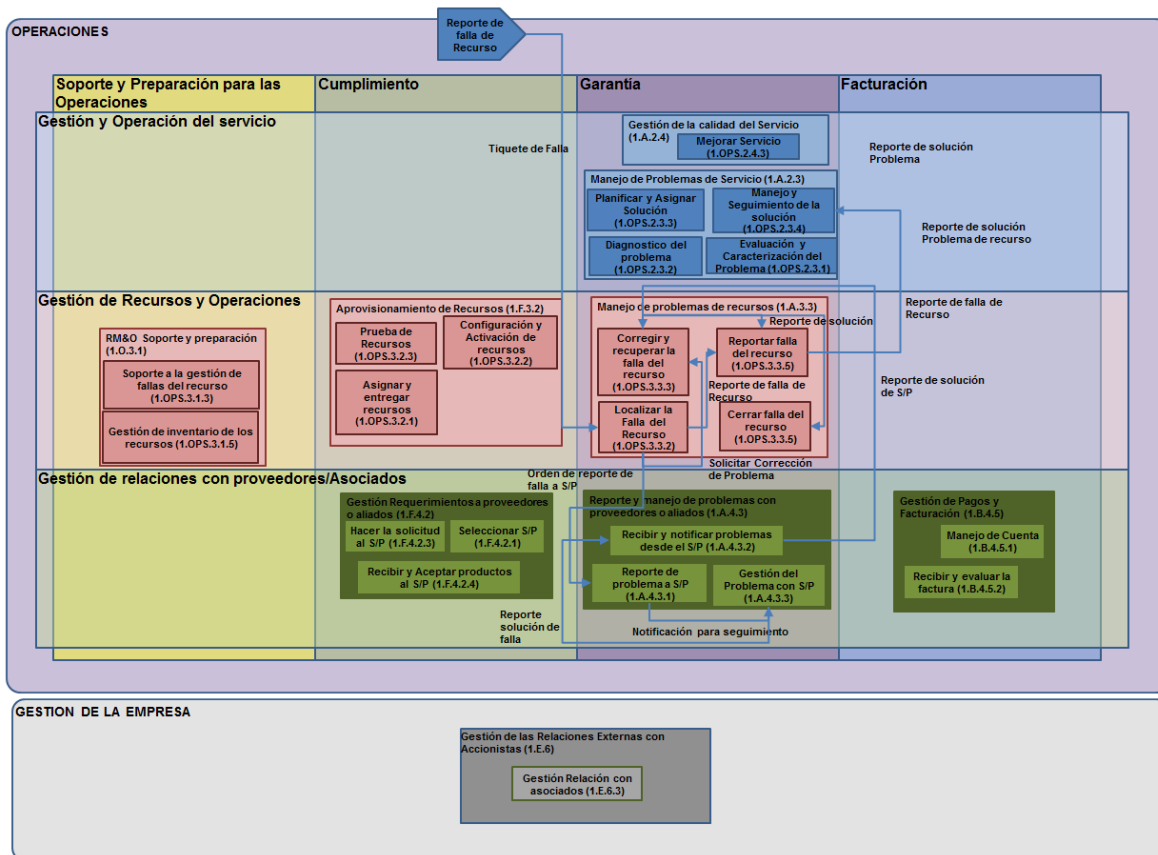 Reporte de
falla de
Recurso
OPERACIONES
Soporte y Preparación para las
Operaciones
Cumplimiento
Garantía
Facturación
Gestión y Operación del servicio
Tiquete de Falla
Gestión de la calidad del Servicio
(1.A.2.4)
Mejorar Servicio
(1.OPS.2.4.3)
Reporte de solución
Problema
Manejo de Problemas de Servicio (1.A.2.3)
Planificar y Asignar
Solución
(1.OPS.2.3.3)
Manejo y
Seguimiento de la
solución
(1.OPS.2.3.4)
Diagnostico del
problema
(1.OPS.2.3.2)
Evaluación y
Caracterización del
Problema (1.OPS.2.3.1)
Reporte de solución
Problema de recurso
Gestión de Recursos y Operaciones
RM&O Soporte y preparación
(1.O.3.1)
Soporte a la gestión de
fallas del recurso
(1.OPS.3.1.3)
Gestión de inventario de los
recursos (1.OPS.3.1.5)
Aprovisionamiento de Recursos (1.F.3.2)
Prueba de
Recursos
(1.OPS.3.2.3)
Configuración y
Activación de
recursos
(1.OPS.3.2.2)
Asignar y
entregar
recursos
(1.OPS.3.2.1)
Manejo de problemas de recursos (1.A.3.3)
Reporte de solución
Corregir y
recuperar la
falla del
recurso
(1.OPS.3.3.3)
Reportar falla
del recurso
(1.OPS.3.3.5)
Reporte de falla de
Recurso
Localizar la
Falla del
Recurso
(1.OPS.3.3.2)
Cerrar falla del
recurso
(1.OPS.3.3.5)
Reporte de falla de
Recurso
Reporte de solución
de S/P
Solicitar Corrección
de Problema
Gestión de relaciones con proveedores/Asociados
Orden de reporte de
falla a S/P
Gestión Requerimientos a proveedores
o aliados (1.F.4.2)
Hacer la solicitud
al S/P (1.F.4.2.3)
Seleccionar S/P
(1.F.4.2.1)
Recibir y Aceptar productos
al S/P (1.F.4.2.4)
Reporte y manejo de problemas con
proveedores o aliados (1.A.4.3)
Recibir y notificar problemas
desde el S/P (1.A.4.3.2)
Reporte de
problema a S/P
(1.A.4.3.1)
Gestión del
Problema con S/P
(1.A.4.3.3)
Gestión de Pagos y
Facturación (1.B.4.5)
Manejo de Cuenta
(1.B.4.5.1)
Recibir y evaluar la
factura (1.B.4.5.2)
Reporte
solución de
falla
Notificación para seguimiento
GESTION DE LA EMPRESA
Gestión de las Relaciones Externas con
Accionistas (1.E.6)
Gestión Relación con
asociados (1.E.6.3)